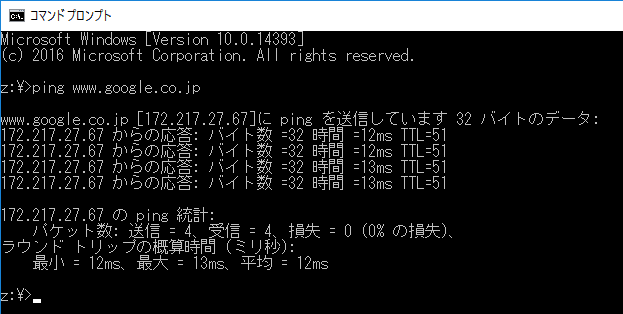 コマンドプロンプト
Microsoft Windows [Version 10.0.14393]
(c) 2016 Microsoft Corporation. All rights reserved.
z:¥>ping www.google.co.jp
www.google.co.jp [172.217.27.67]に ping を送信しています 32 バイトのデータ:
172.217.27.67 からの応答: バイト数 =32 時間 =12ms TTL=51
172.217.27.67 からの応答: バイト数 =32 時間 =12ms TTL=51
172.217.27.67 からの応答: バイト数 =32 時間 =13ms TTL=51
172.217.27.67 からの応答: バイト数 =32 時間 =13ms TTL=51
172.217.27.67 の ping 統計:
    パケット数: 送信 = 4、受信 = 4、損失 = 0 (0% の損失)、
ラウンド トリップの概算時間 (ミリ秒):
    最小 = 12ms、最大 = 13ms、平均 = 12ms
z:¥>